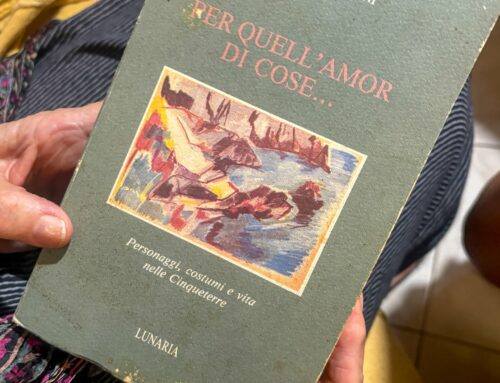 PER QUELL'AMOR
DI COSE...
Personaggi, costumi e vita
nelle Cinqueterre
LUNARIA